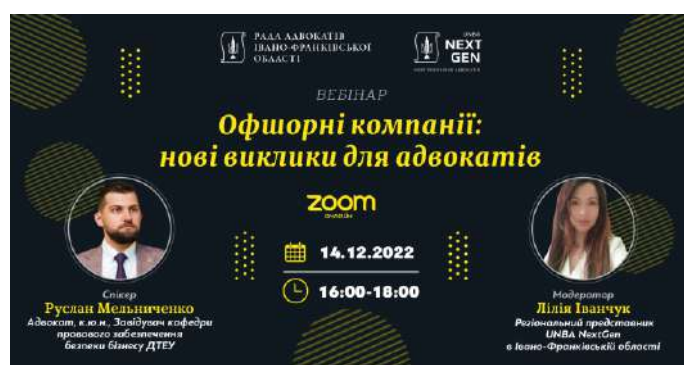 РАДА АДВОКАТІВ
ІВАНО-ФРАНКІВСЬКОЇ
ОБЛАСТІ
UNBA
NEXT
GEN
ВЕБІНАР
Офшорні компанії:
нові виклики для адвокатів
zoom
ОНЛАЙН
14.12.2022
16:00-18:00
Спікер
Руслан Мельниченко
Адвокат, к.ю.н., Завідувач кафедри
правового забезпечення
безпеки бізнесу ДТЕУ
Модератор
Лілія Іванчук
Регіональний представник
UNBA NextGen
в Івано-Франківській області